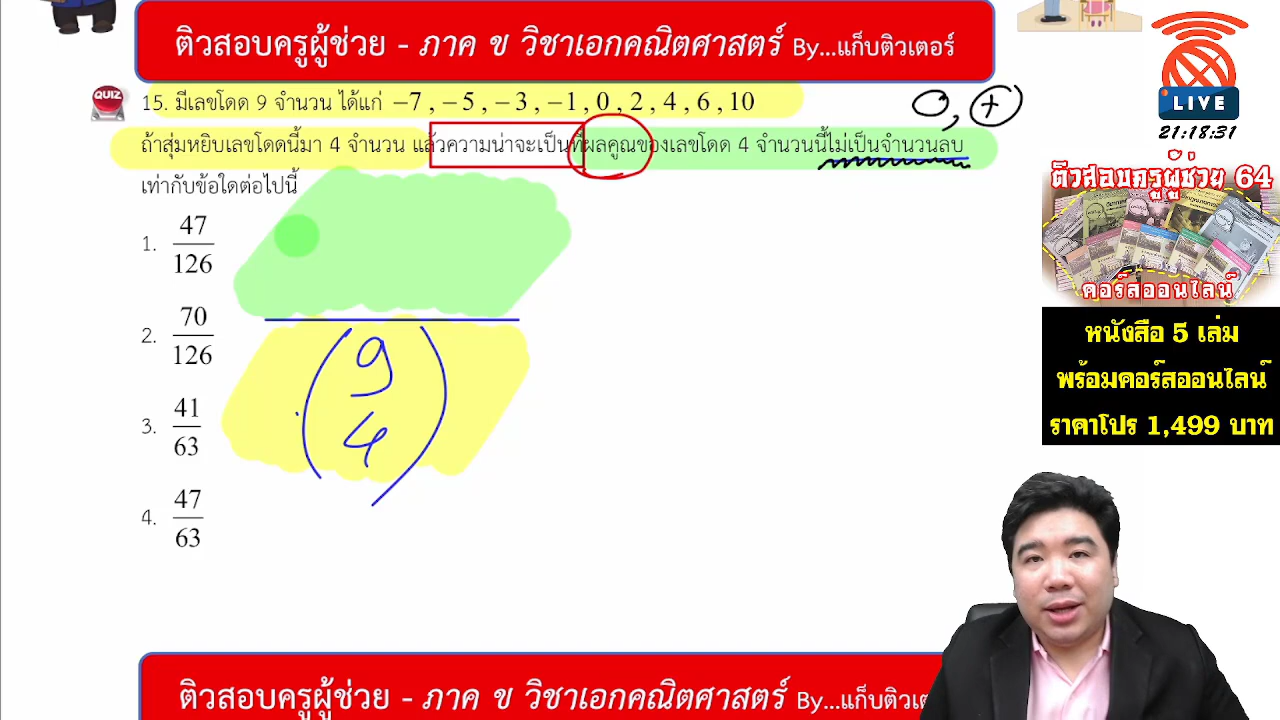 ติวสอบครูผู้ช่วย - ภาค ข วิชาเอกคณิตศาสตร์ By...แก็บติวเตอร์
QUIZ
15. มีเลขโดด 9 จำนวน ได้แก่ −7 , −5 , −3 , −1 , 0 , 2 , 4 , 6 , 10
0, +
ถ้าสุ่มหยิบเลขโดดนี้มา 4 จำนวน แล้วความน่าจะเป็นที่ผลคูณของเลขโดด 4 จำนวนนี้ไม่เป็นจำนวนลบ
เท่ากับข้อใดต่อไปนี้
1. 47/126
2. 70/126
3. 41/63
4. 47/63
(9
4)
LIVE
21:18:31
ติวสอบครูผู้ช่วย 64
คอร์สออนไลน์
หนังสือ 5 เล่ม
พร้อมคอร์สออนไลน์
ราคาโปร 1,499 บาท
ติวสอบครูผู้ช่วย - ภาค ข วิชาเอกคณิตศาสตร์ By...แก็บติวเต